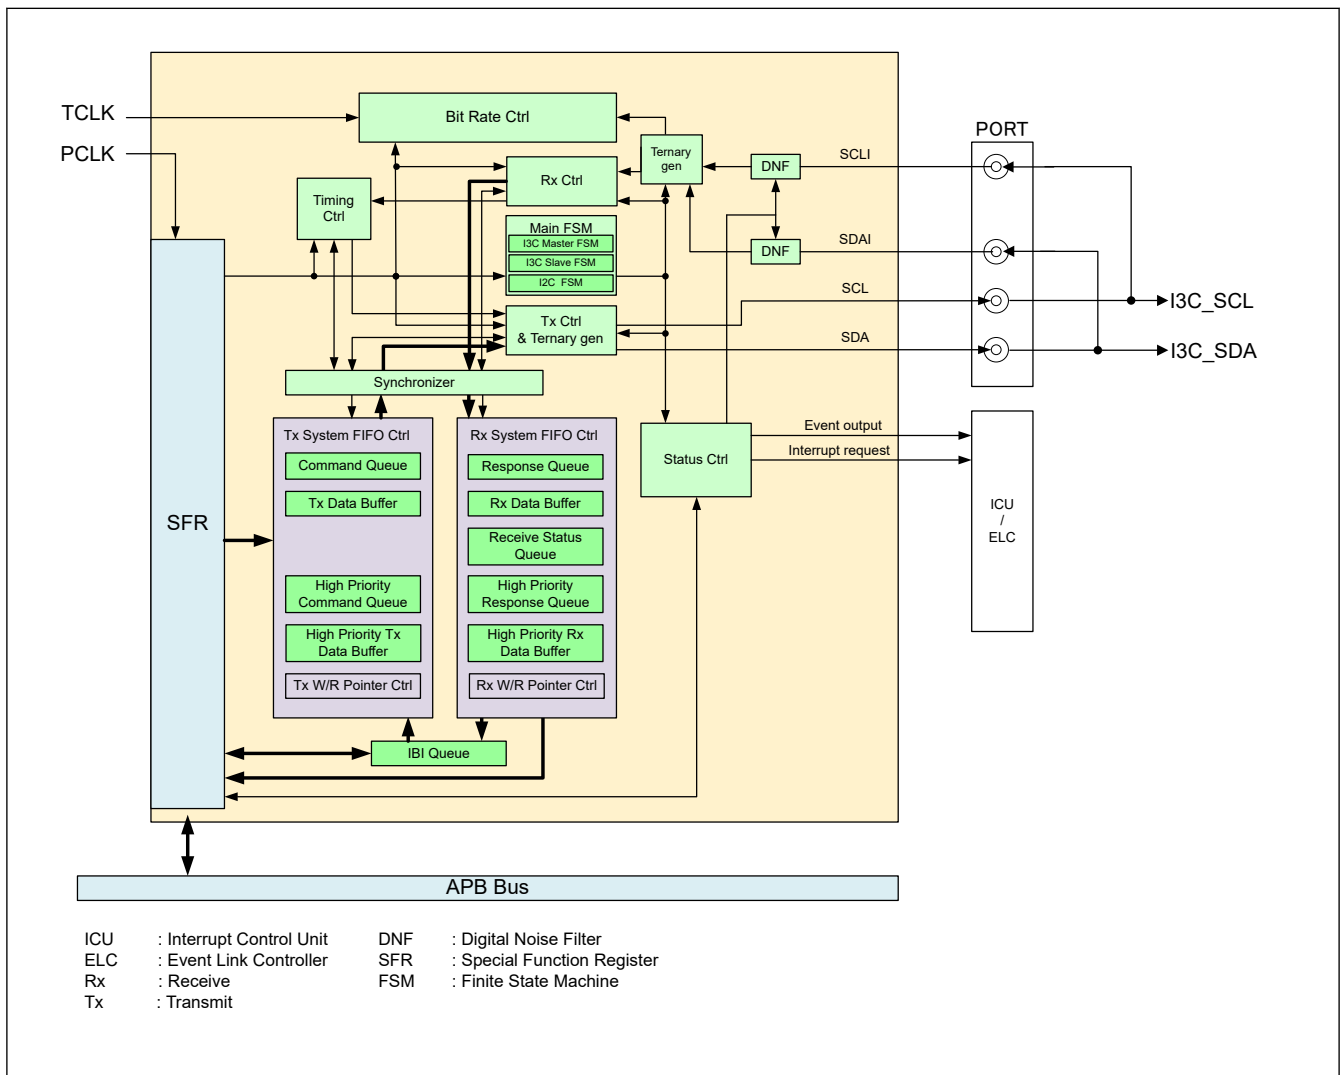 TCLK
PCLK
Bit Rate Ctrl
Ternary
gen
DNF
SCLI
PORT
Rx Ctrl
Timing
Ctrl
Main FSM
I3C Master FSM
I3C Slave FSM
I2C FSM
DNF
SDAI
SCL
I3C_SCL
Tx Ctrl
& Ternary gen
SDA
I3C_SDA
Synchronizer
SFR
Tx System FIFO Ctrl
Command Queue
Tx Data Buffer
High Priority
Command Queue
High Priority Tx
Data Buffer
Tx W/R Pointer Ctrl
Rx System FIFO Ctrl
Response Queue
Rx Data Buffer
Receive Status
Queue
High Priority
Response Queue
High Priority Rx
Data Buffer
Rx W/R Pointer Ctrl
IBI Queue
Status Ctrl
Event output
Interrupt request
ICU
/
ELC
APB Bus
ICU : Interrupt Control Unit
ELC : Event Link Controller
Rx : Receive
Tx : Transmit
DNF : Digital Noise Filter
SFR : Special Function Register
FSM : Finite State Machine